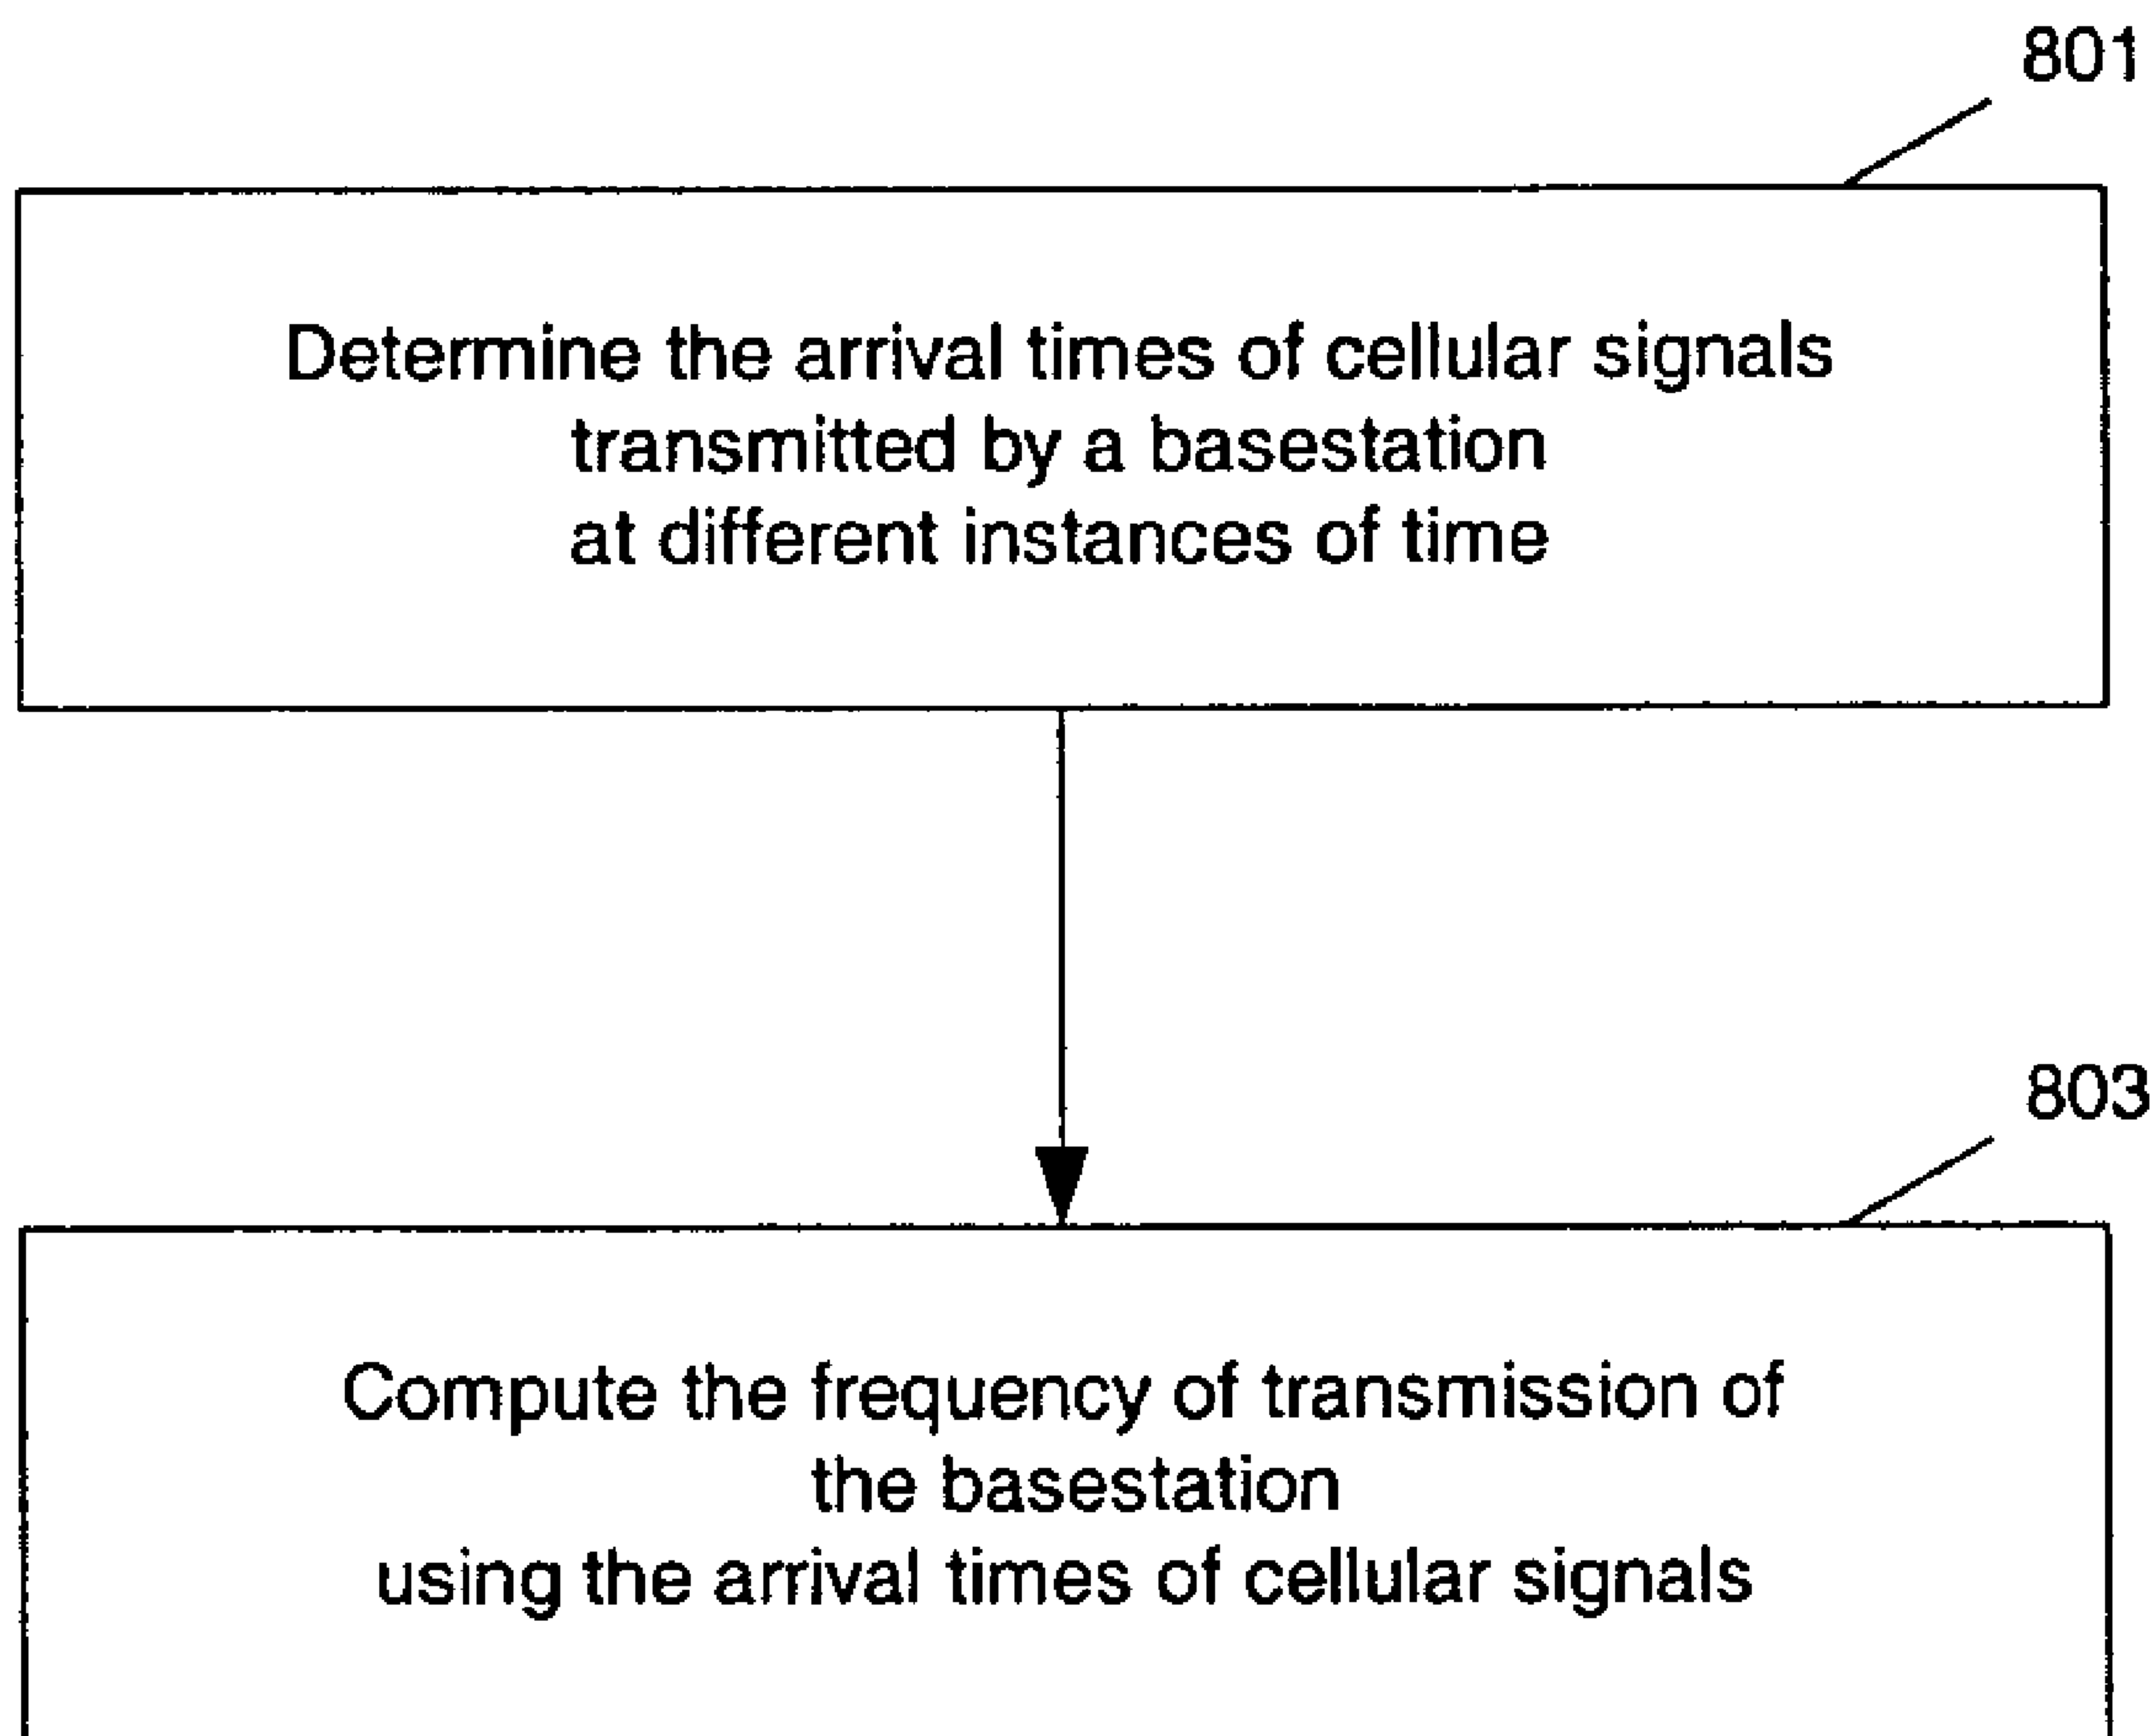 801
Determine the arrival times of cellular signals
transmitted by a basestation
at different instances of time
803
Compute the frequency of transmission of
the basestation
using the arrival times of cellular signals